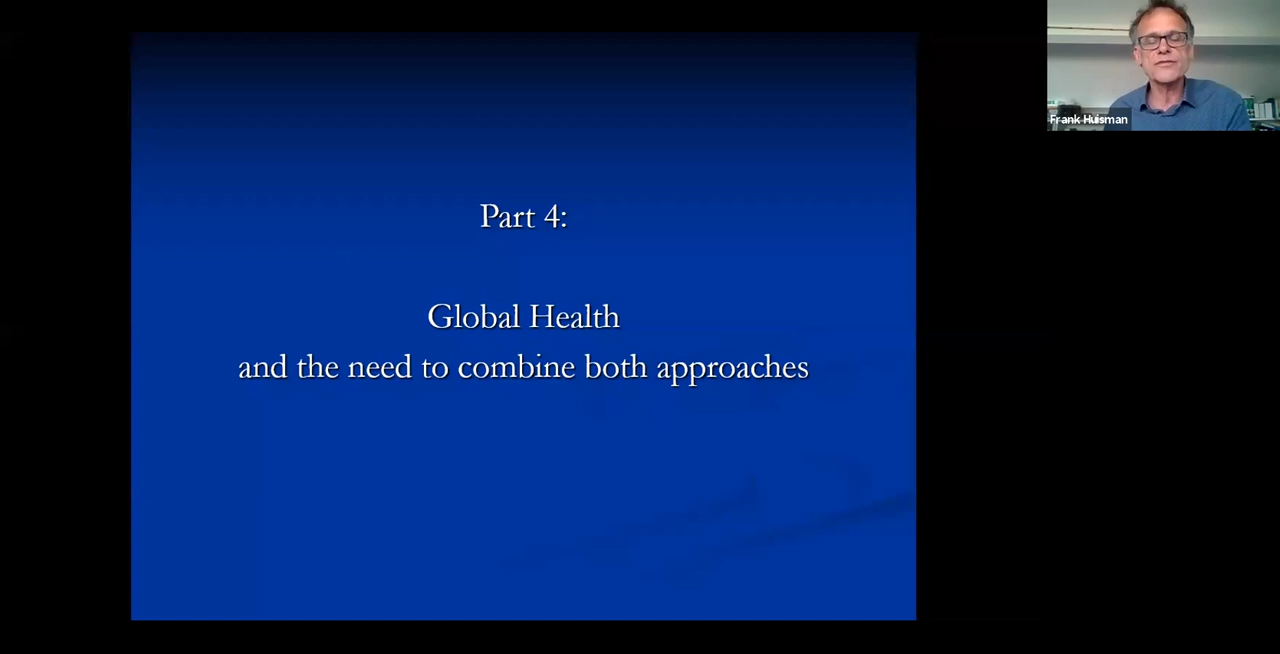 Part 4:
Global Health
and the need to combine both approaches
Frank Huisman